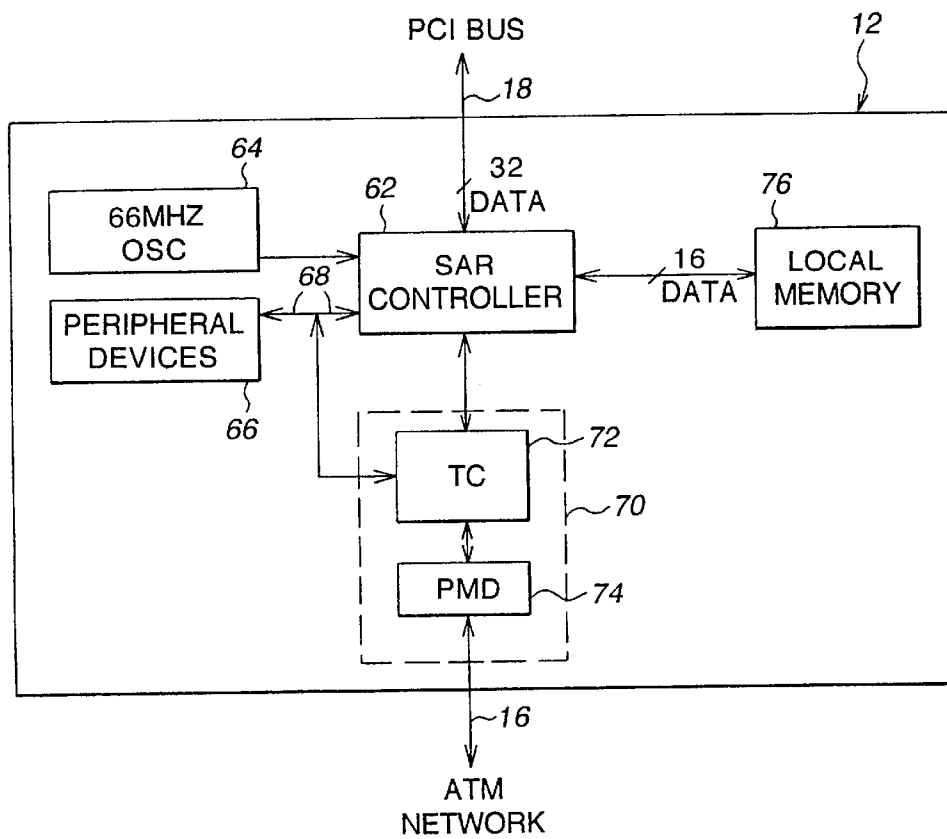 PCI BUS
12
18
64
62
32
DATA
76
66MHZ
OSC
SAR
CONTROLLER
16
DATA
LOCAL
MEMORY
68
PERIPHERAL
DEVICES
66
72
TC
70
PMD
74
16
ATM
NETWORK